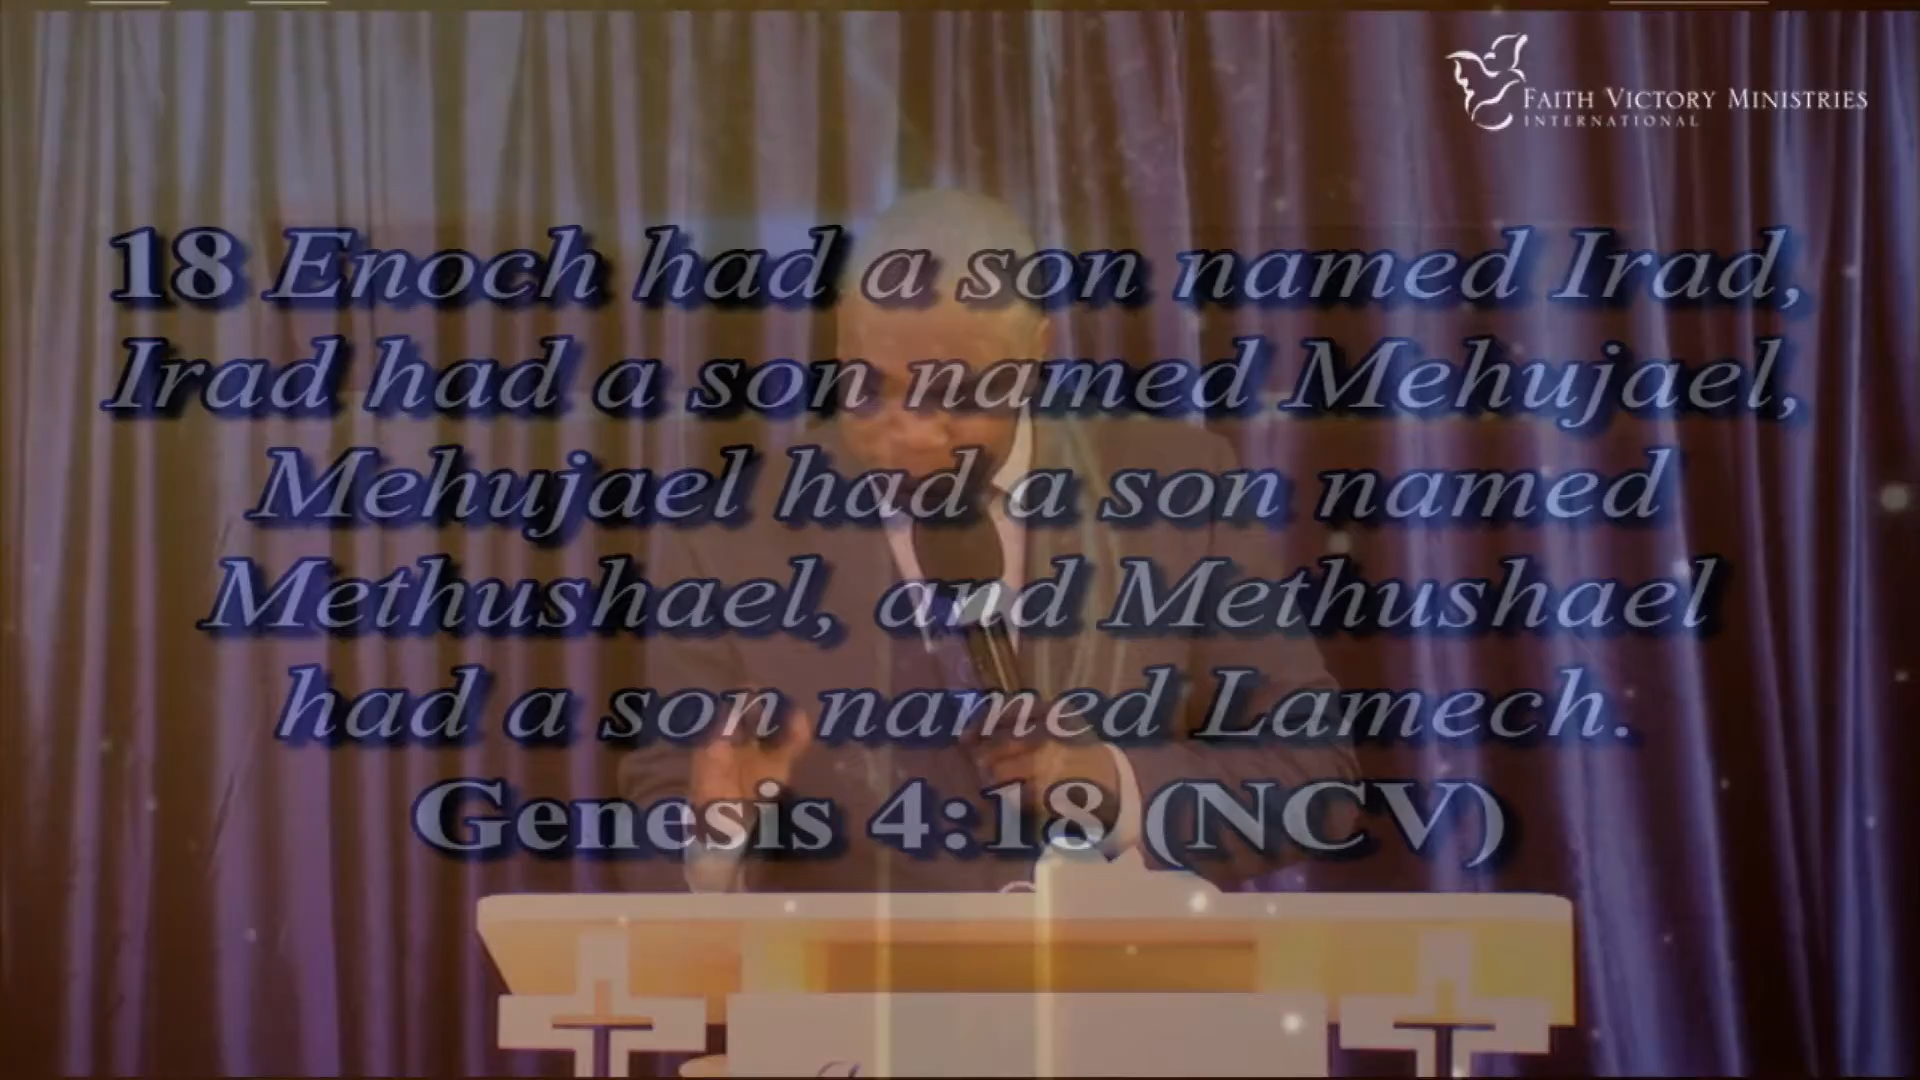 FAITH VICTORY MINISTRIES
INTERNATIONAL
18 Enoch had a son named Irad,
Irad had a son named Mehujael,
Mehujael had a son named
Methushael, and Methushael
had a son named Lamech.
Genesis 4:18 (NCV)